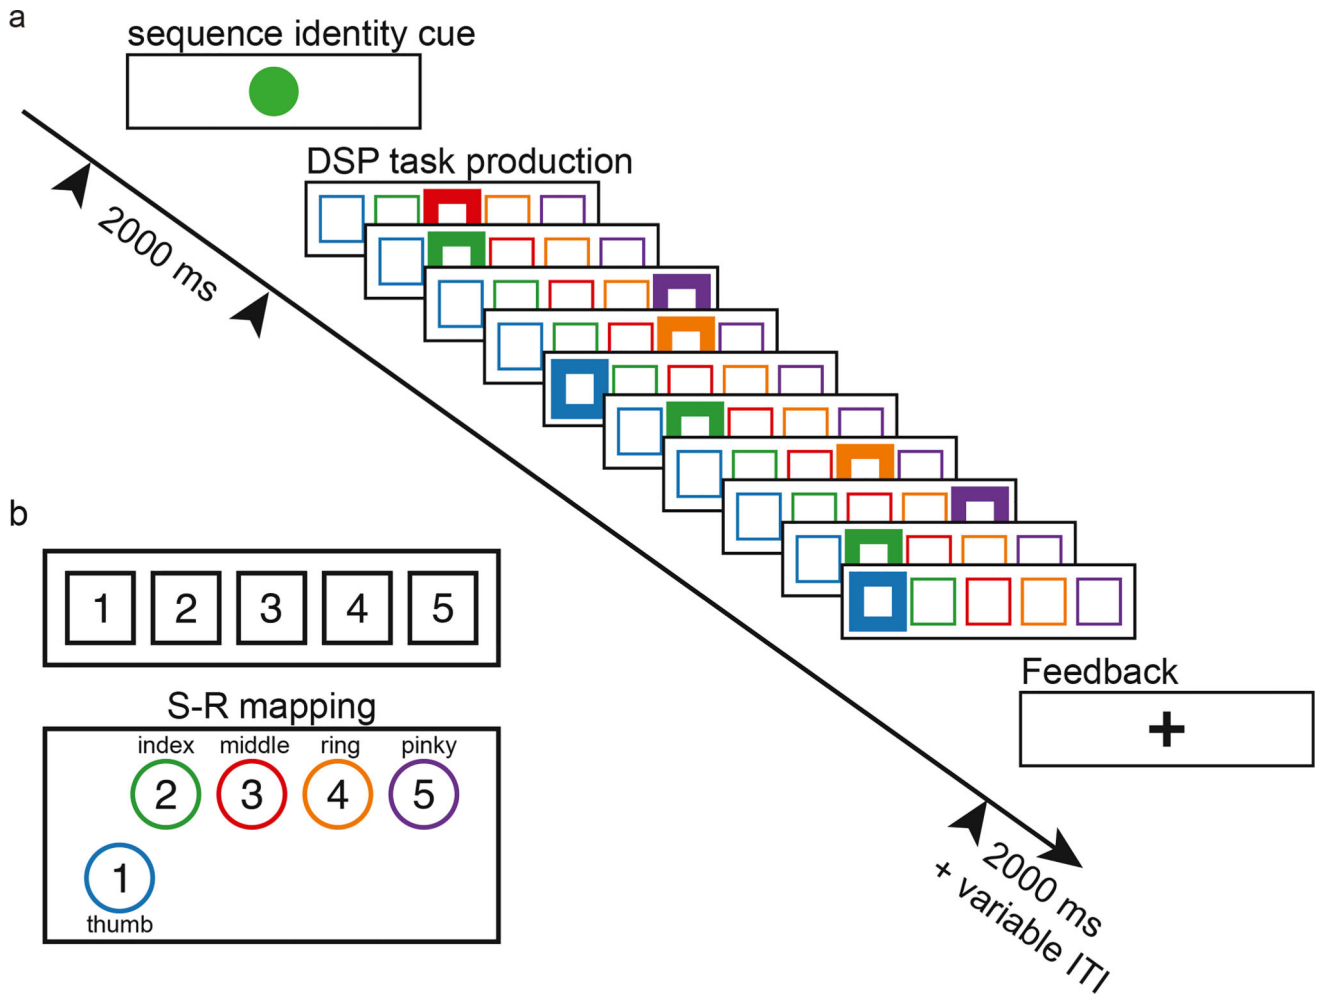 a
sequence identity cue
DSP task production
2000 ms
b
1 2 3 4 5
S-R mapping
index middle ring pinky
2 3 4 5
1
thumb
Feedback
+
2000 ms
+ variable ITI